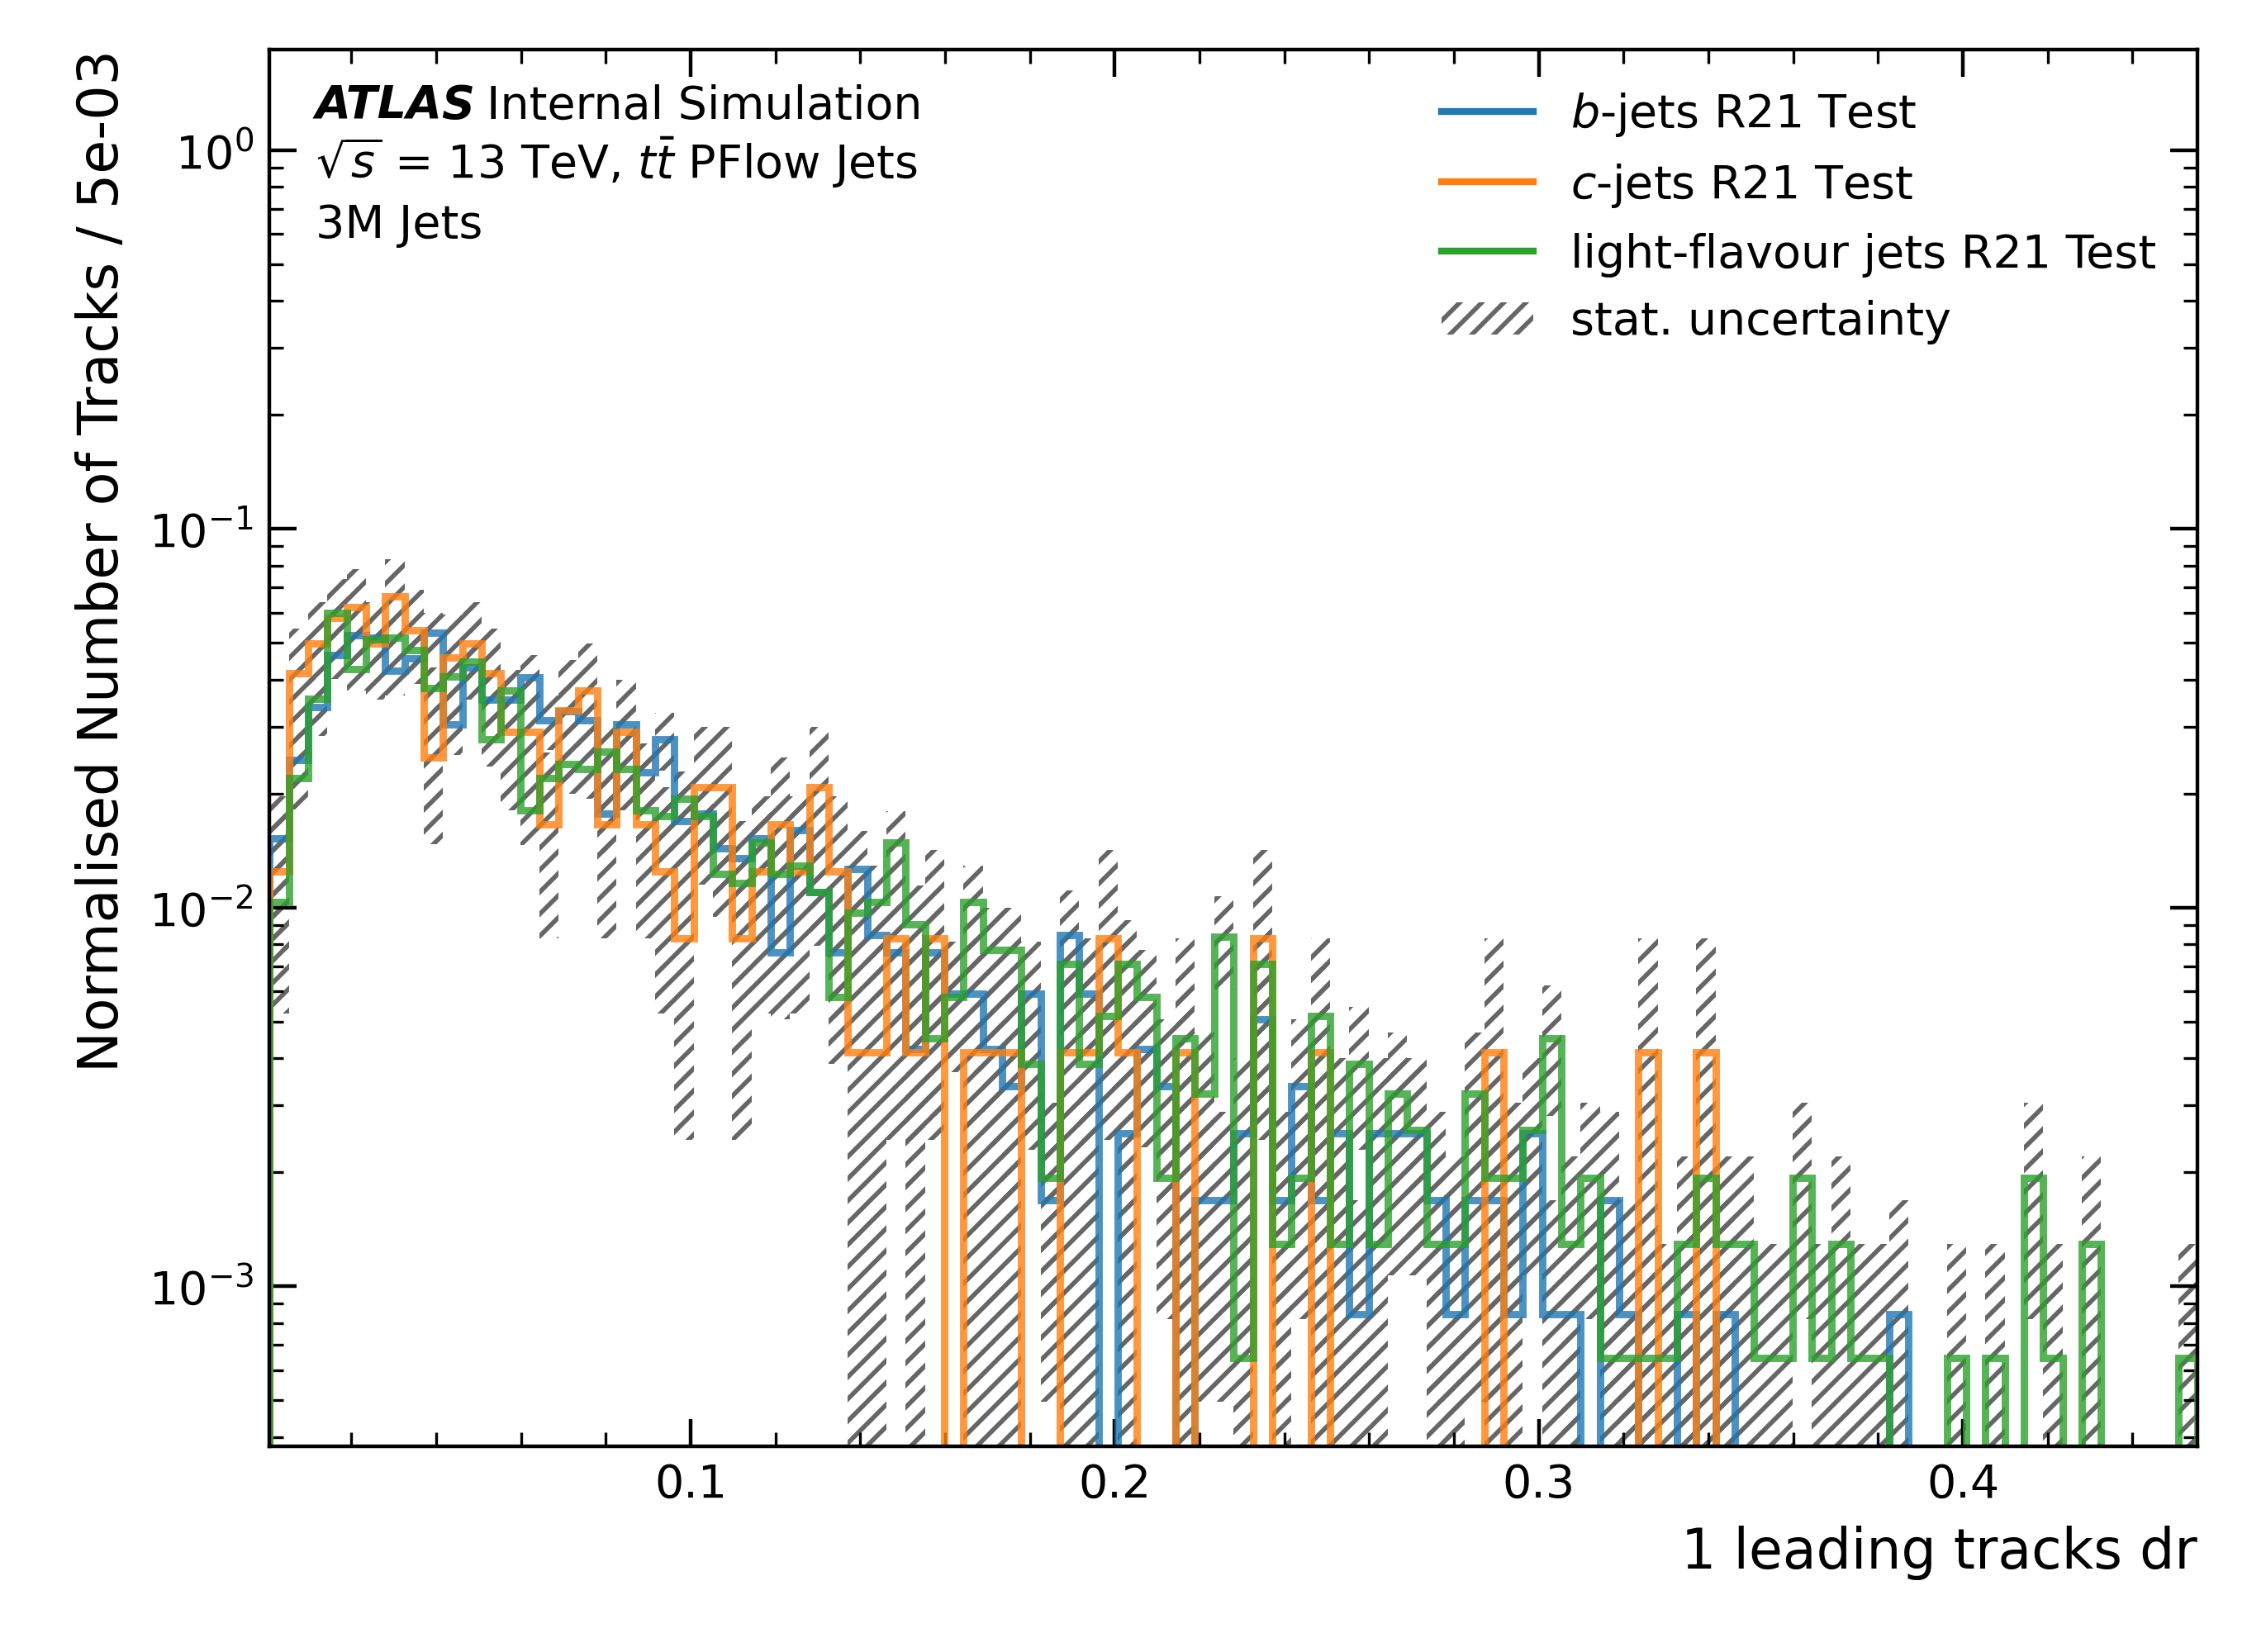 ATLAS Internal Simulation
√s = 13 TeV, tt̄ PFlow Jets
3M Jets
b-jets R21 Test
c-jets R21 Test
light-flavour jets R21 Test
stat. uncertainty
Normalised Number of Tracks / 5e-03
10⁰
10⁻¹
10⁻²
10⁻³
0.1 0.2 0.3 0.4
1 leading tracks dr